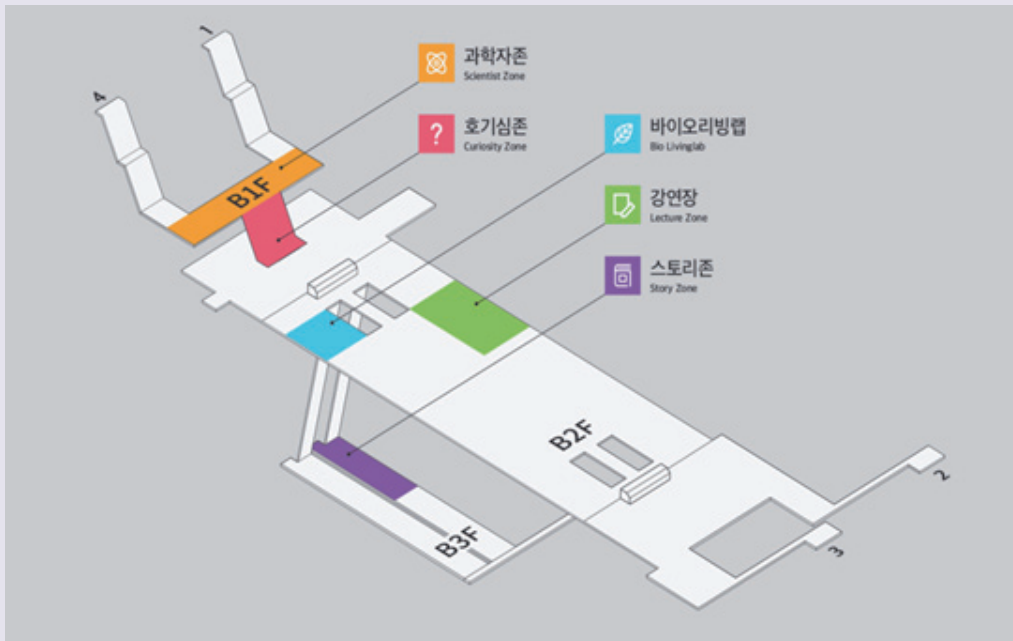 1
4
과학자존
Scientist Zone
호기심존
Curiosity Zone
바이오리빙랩
Bio Livinglab
강연장
Lecture Zone
스토리존
Story Zone
B1F
B2F
B3F
2
3